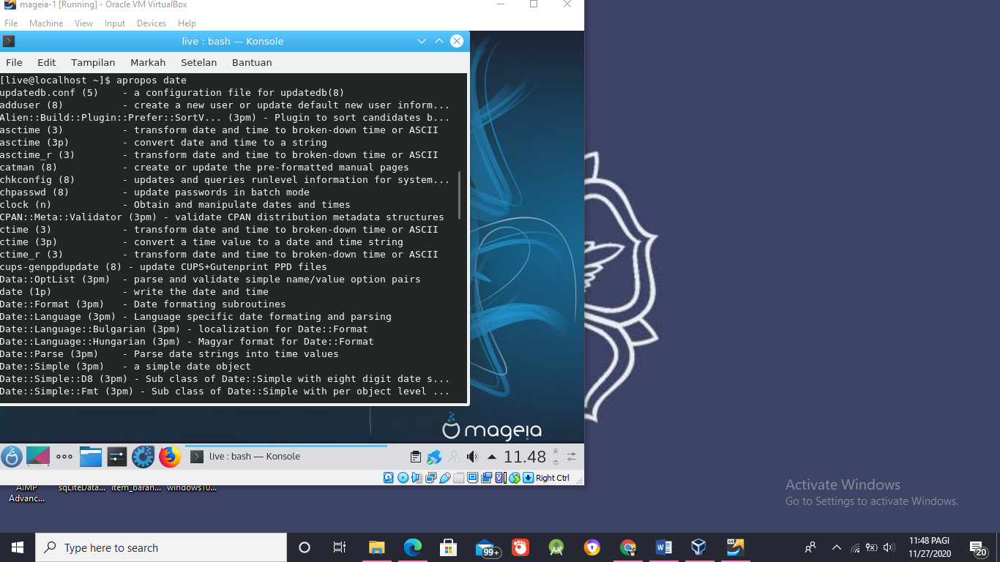 mageia-1 [Running] - Oracle VM VirtualBox
File Machine View Input Devices Help
live : bash — Konsole
File Edit Tampilan Markah Setelan Bantuan
[live@localhost ~]$ apropos date
updatedb.conf (5)    - a configuration file for updatedb(8)
adduser (8)          - create a new user or update default new user inform...
Alien::Build::Plugin::Prefer::SortV... (3pm) - Plugin to sort candidates b...
asctime (3)          - transform date and time to broken-down time or ASCII
asctime (3p)         - convert date and time to a string
asctime_r (3)        - transform date and time to broken-down time or ASCII
catman (8)           - create or update the pre-formatted manual pages
chkconfig (8)        - updates and queries runlevel information for system...
chpasswd (8)         - update passwords in batch mode
clock (n)            - Obtain and manipulate dates and times
CPAN::Meta::Validator (3pm) - validate CPAN distribution metadata structures
ctime (3)            - transform date and time to broken-down time or ASCII
ctime (3p)           - convert a time value to a date and time string
ctime_r (3)          - transform date and time to broken-down time or ASCII
cups-genppdupdate (8) - update CUPS+Gutenprint PPD files
Data::OptList (3pm)  - parse and validate simple name/value option pairs
date (1p)            - write the date and time
Date::Format (3pm)   - Date formating subroutines
Date::Language (3pm) - Language specific date formating and parsing
Date::Language::Bulgarian (3pm) - localization for Date::Format
Date::Language::Hungarian (3pm) - Magyar format for Date::Format
Date::Parse (3pm)    - Parse date strings into time values
Date::Simple (3pm)   - a simple date object
Date::Simple::D8 (3pm) - Sub class of Date::Simple with eight digit date s...
Date::Simple::Fmt (3pm) - Sub class of Date::Simple with per object level ...
mageia
live : bash — Konsole
11.48
Right Ctrl
AIMP
Advanc...
sqLiteData...
item_baran...
windows10...
Activate Windows
Go to Settings to activate Windows.
Type here to search
99+
64
11:48 PAGI
11/27/2020
20